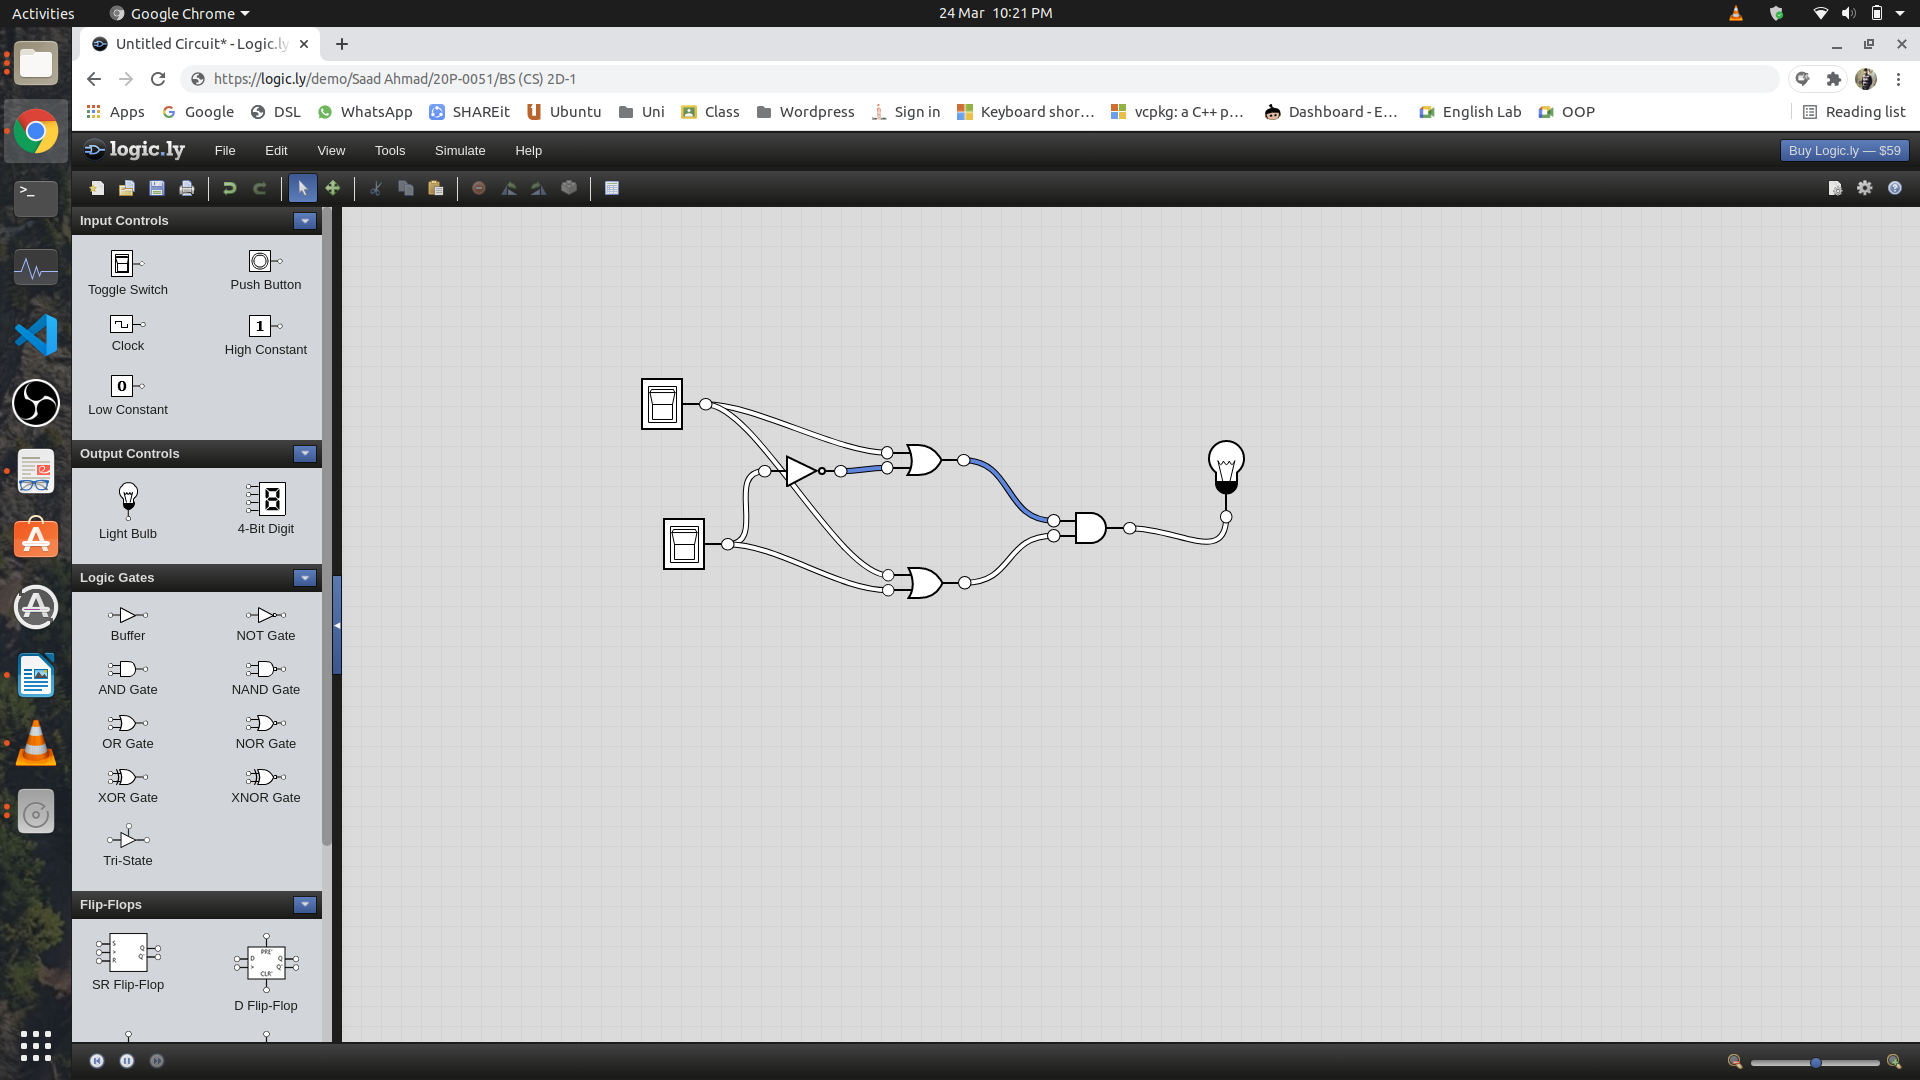 Activities
Google Chrome
24 Mar 10:21 PM
Untitled Circuit* - Logic.ly
https://logic.ly/demo/Saad Ahmad/20P-0051/BS (CS) 2D-1
Apps
Google
DSL
WhatsApp
SHAREit
Ubuntu
Uni
Class
Wordpress
Sign in
Keyboard shor...
vcpkg: a C++ p...
Dashboard - E...
English Lab
OOP
Reading list
logic.ly
File
Edit
View
Tools
Simulate
Help
Buy Logic.ly — $59
Input Controls
Toggle Switch
Push Button
Clock
1
High Constant
0
Low Constant
Output Controls
Light Bulb
8
4-Bit Digit
Logic Gates
Buffer
NOT Gate
AND Gate
NAND Gate
OR Gate
NOR Gate
XOR Gate
XNOR Gate
Tri-State
Flip-Flops
S
>
R
Q
Q'
SR Flip-Flop
PRE'
D
>
Q
Q'
CLR'
D Flip-Flop